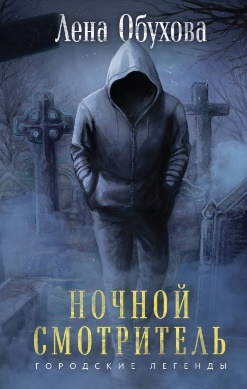 Лена Обухова
НОЧНОЙ
СМОТРИТЕЛЬ
ГОРОДСКИЕ ЛЕГЕНДЫ